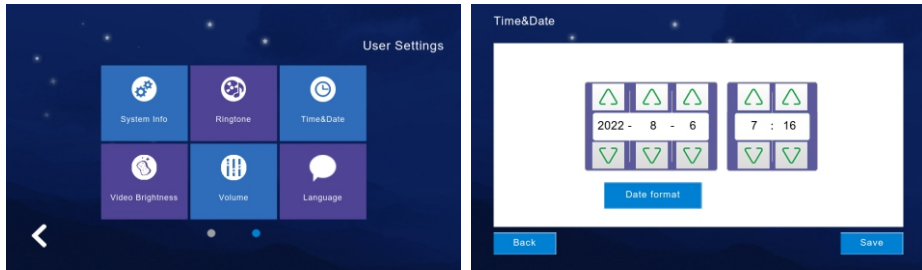 User Settings
System Info
Ringtone
Time&Date
Video Brightness
Volume
Language
Time&Date
2022 - 8 - 6
7 : 16
Date format
Back
Save